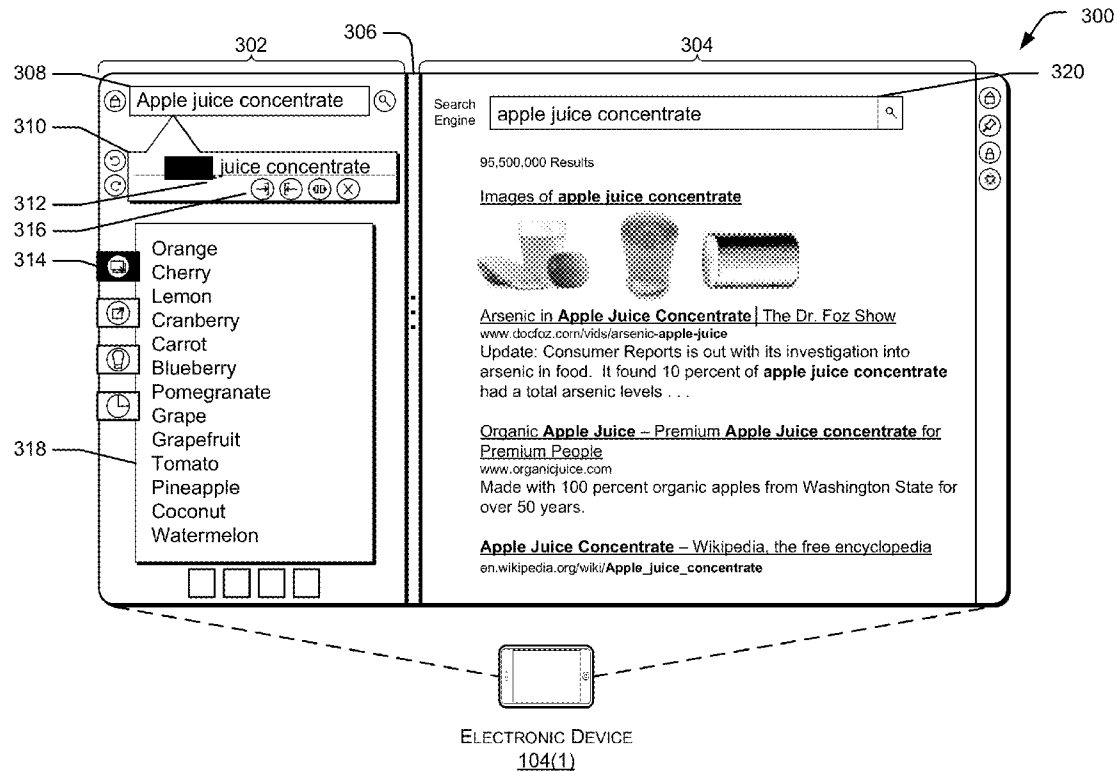 300
302
306
304
308
Apple juice concentrate
Search
Engine
apple juice concentrate
320
310
juice concentrate
95,500,000 Results
312
Images of apple juice concentrate
316
314
Orange
Cherry
Lemon
Cranberry
Carrot
Blueberry
Pomegranate
Grape
Grapefruit
Tomato
Pineapple
Coconut
Watermelon
318
Arsenic in Apple Juice Concentrate | The Dr. Foz Show
www.docfoz.com/vids/arsenic-apple-juice
Update: Consumer Reports is out with its investigation into
arsenic in food. It found 10 percent of apple juice concentrate
had a total arsenic levels . . .
Organic Apple Juice – Premium Apple Juice concentrate for
Premium People
www.organicjuice.com
Made with 100 percent organic apples from Washington State for
over 50 years.
Apple Juice Concentrate – Wikipedia, the free encyclopedia
en.wikipedia.org/wiki/Apple_juice_concentrate
ELECTRONIC DEVICE
104(1)